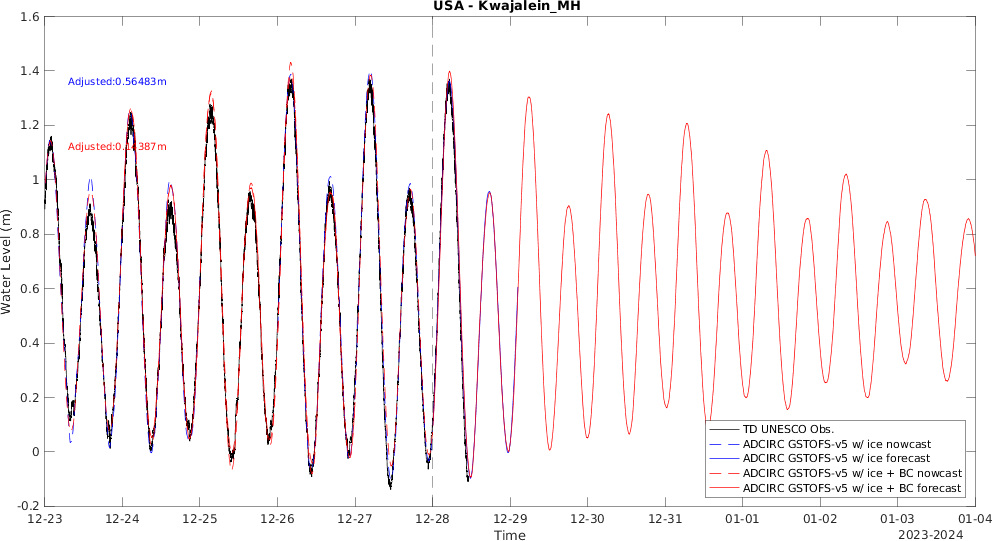 USA - Kwajalein_MH
1.6
1.4
1.2
1
0.8
0.6
0.4
0.2
0
-0.2
Water Level (m)
Adjusted:0.56483m
Adjusted:0.14387m
TD UNESCO Obs.
ADCIRC GSTOFS-v5 w/ ice nowcast
ADCIRC GSTOFS-v5 w/ ice forecast
ADCIRC GSTOFS-v5 w/ ice + BC nowcast
ADCIRC GSTOFS-v5 w/ ice + BC forecast
12-23 12-24 12-25 12-26 12-27 12-28 12-29 12-30 12-31 01-01 01-02 01-03 01-04
Time
2023-2024